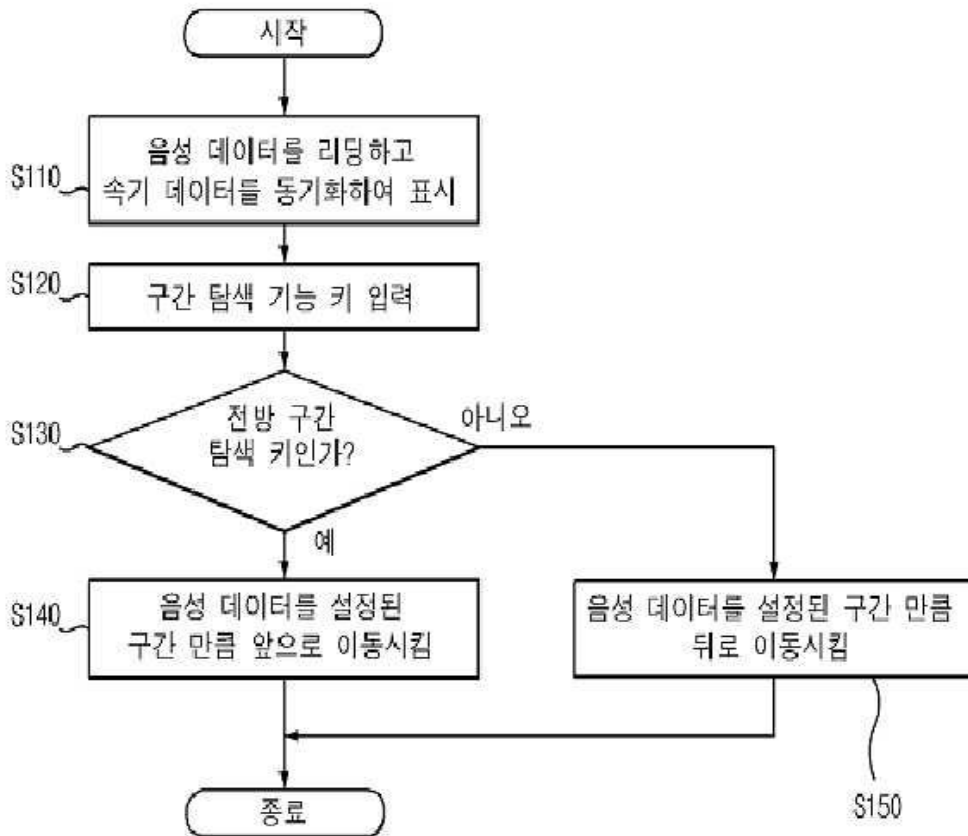 시작
S110
음성 데이터를 리딩하고
속기 데이터를 동기화하여 표시
S120
구간 탐색 기능 키 입력
S130
전방 구간
탐색 키인가?
아니오
예
S140
음성 데이터를 설정된
구간 만큼 앞으로 이동시킴
음성 데이터를 설정된 구간 만큼
뒤로 이동시킴
S150
종료